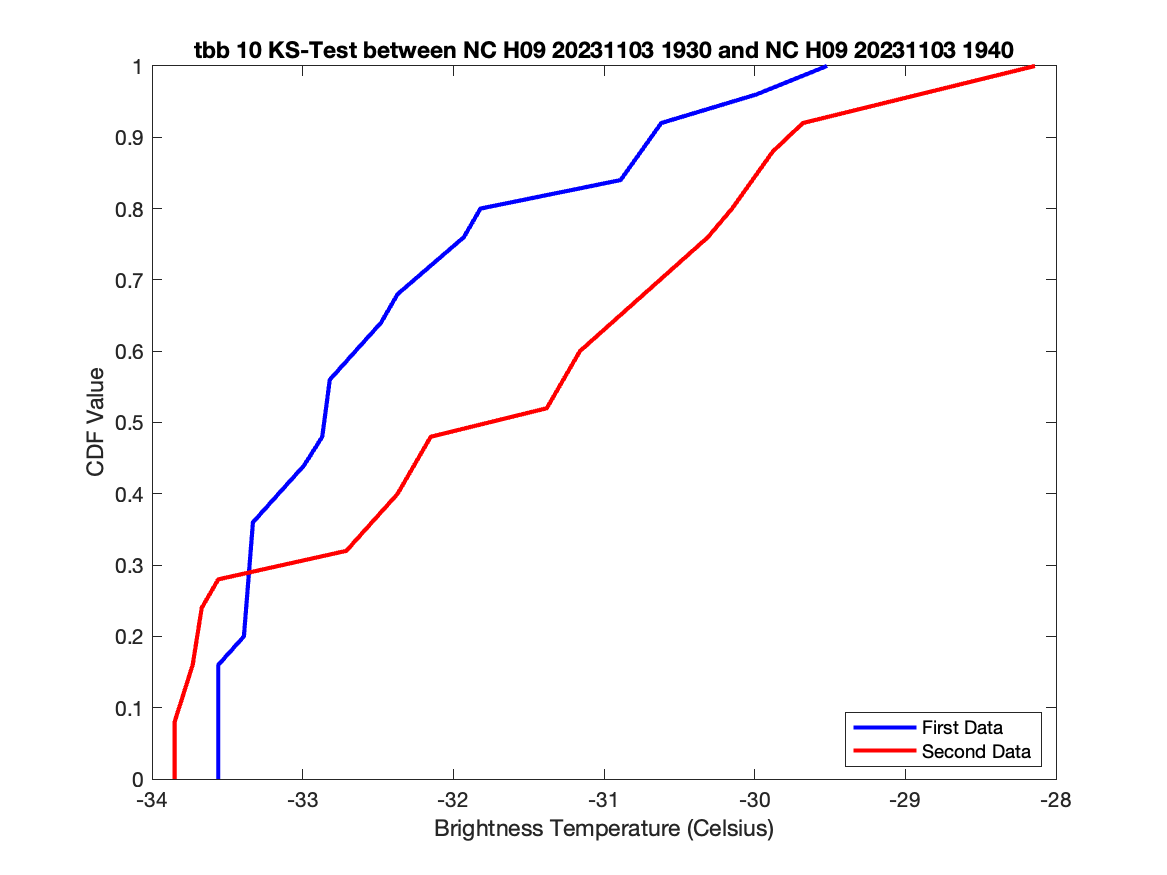 tbb 10 KS-Test between NC H09 20231103 1930 and NC H09 20231103 1940
1
0.9
0.8
0.7
0.6
0.5
0.4
0.3
0.2
0.1
0
CDF Value
First Data
Second Data
-34 -33 -32 -31 -30 -29 -28
Brightness Temperature (Celsius)